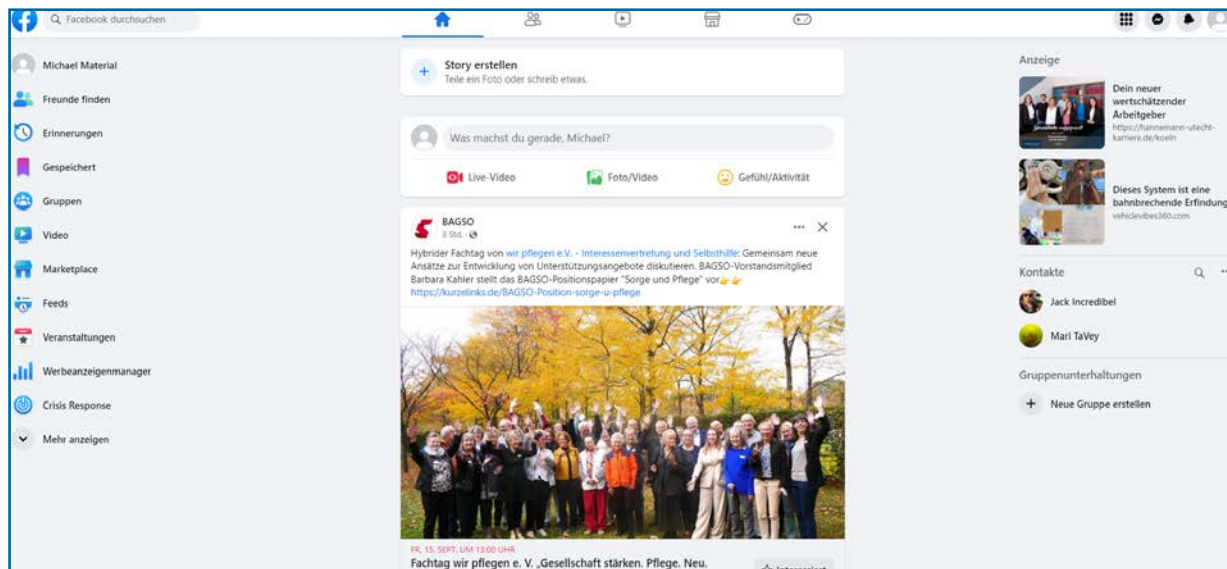 Facebook durchsuchen
Michael Material
Freunde finden
Erinnerungen
Gespeichert
Gruppen
Video
Marketplace
Feeds
Veranstaltungen
Werbeanzeigenmanager
Crisis Response
Mehr anzeigen
Story erstellen
Teile ein Foto oder schreib etwas.
Was machst du gerade, Michael?
Live-Video
Foto/Video
Gefühl/Aktivität
BAGSO
3 Std. ·
Hybrider Fachtag von wir pflegen e.V. - Interessenvertretung und Selbsthilfe: Gemeinsam neue
Ansätze zur Entwicklung von Unterstützungsangebote diskutieren. BAGSO-Vorstandsmitglied
Barbara Kahler stellt das BAGSO-Positionspapier "Sorge und Pflege" vor👉👉
https://kurzelinks.de/BAGSO-Position-sorge-u-pflege
FR, 15. SEPT. UM 13:00 UHR
Fachtag wir pflegen e. V. „Gesellschaft stärken. Pflege. Neu.
Interessiert
Anzeige
Dein neuer
wertschätzender
Arbeitgeber
https://hannemann-utecht-
karriere.de/koeln
Dieses System ist eine
bahnbrechende Erfindung
vehiclevibes360.com
Kontakte
Jack Incredibel
Mari TaVey
Gruppenunterhaltungen
Neue Gruppe erstellen